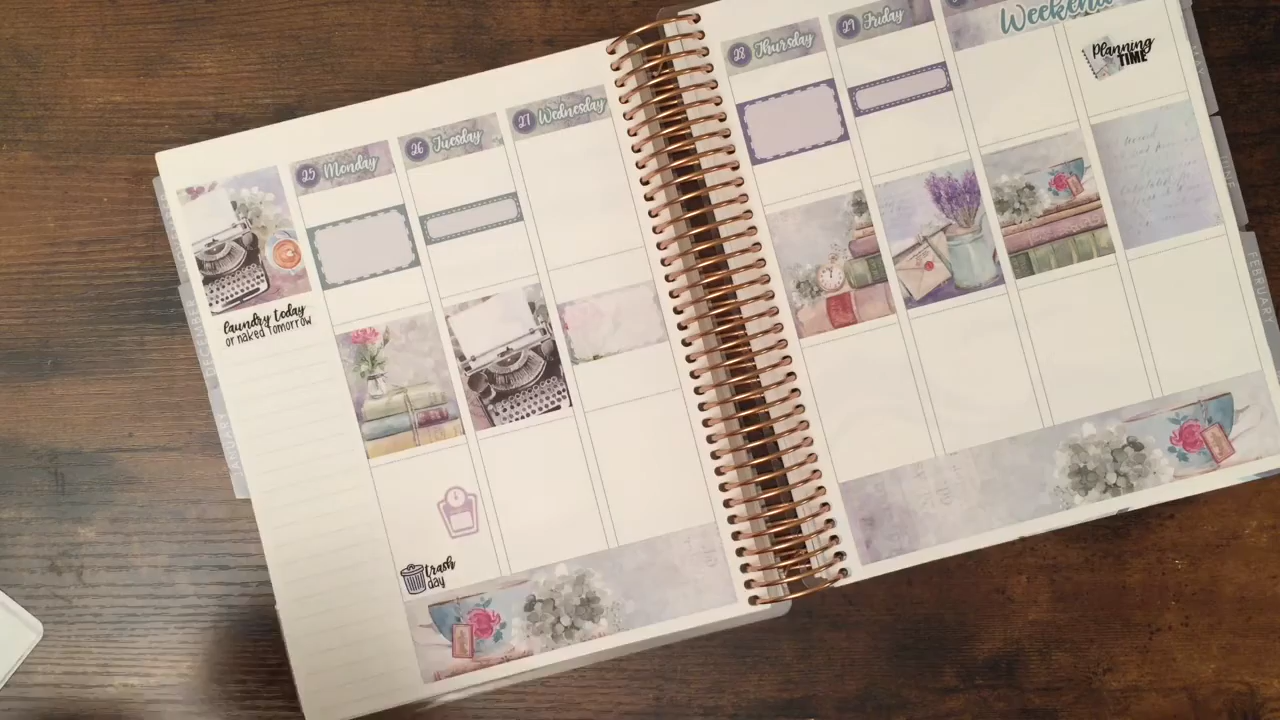 25 Monday
26 Tuesday
27 Wednesday
28 Thursday
29 Friday
Weekend
Planning
TIME
laundry today
or naked tomorrow
trash
day
DECEMBER
JANUARY
FEBRUARY